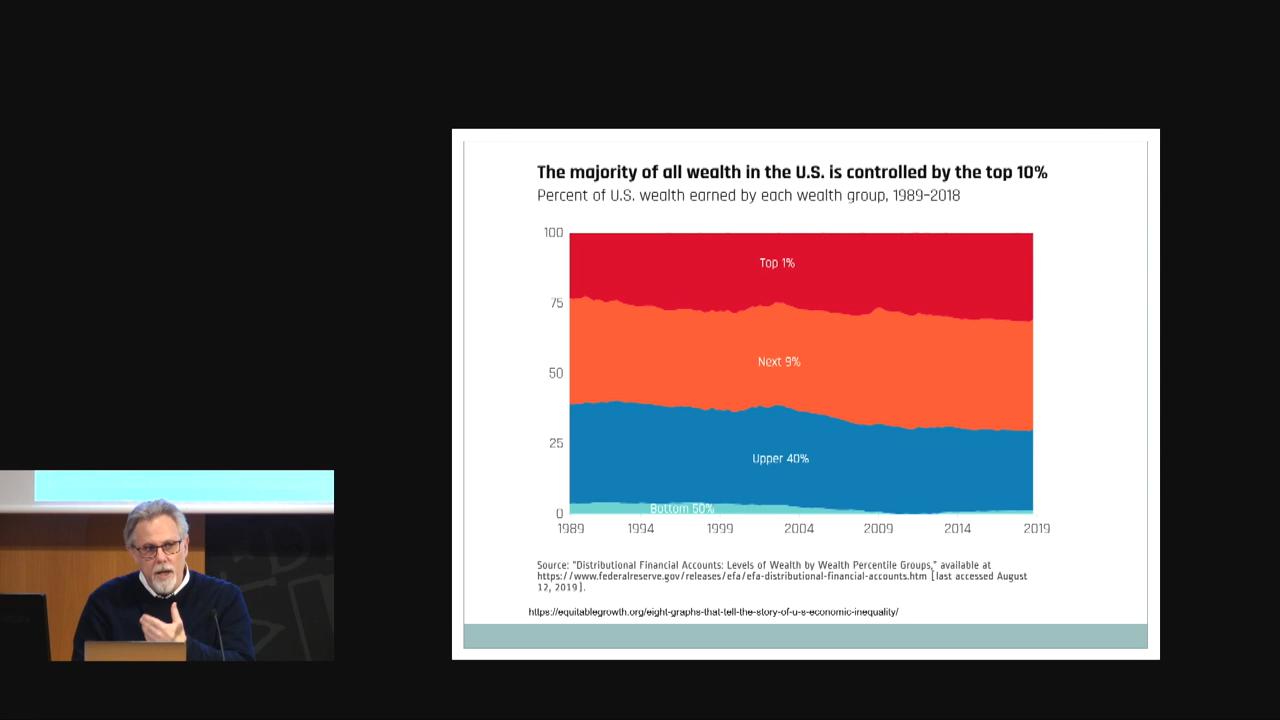 The majority of all wealth in the U.S. is controlled by the top 10%
Percent of U.S. wealth earned by each wealth group, 1989–2018
100
75
50
25
0
Top 1%
Next 9%
Upper 40%
Bottom 50%
1989 1994 1999 2004 2009 2014 2019
Source: "Distributional Financial Accounts: Levels of Wealth by Wealth Percentile Groups," available at
https://www.federalreserve.gov/releases/efa/efa-distributional-financial-accounts.htm [last accessed August
12, 2019].
https://equitablegrowth.org/eight-graphs-that-tell-the-story-of-u-s-economic-inequality/